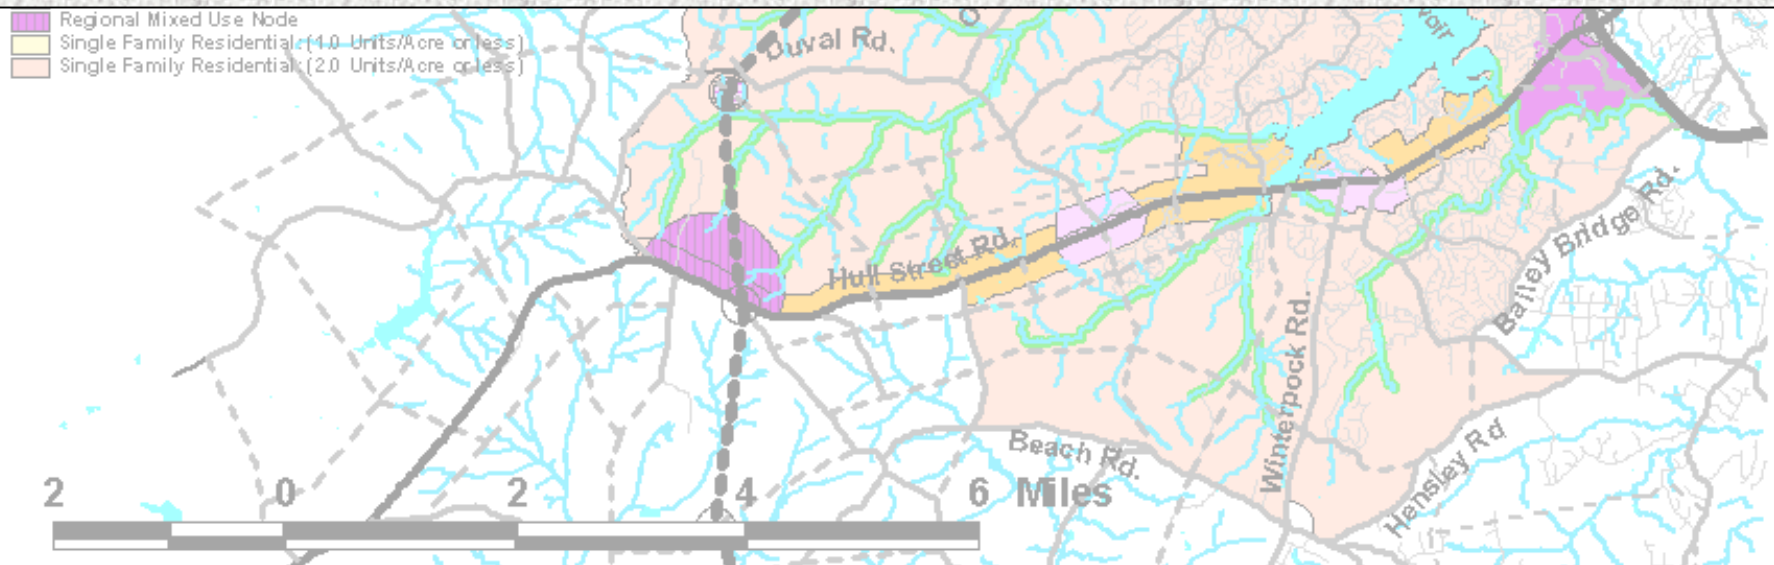 Regional Mixed Use Node
Single Family Residential: (1.0 Units/Acre or less)
Single Family Residential: (2.0 Units/Acre or less)
Duval Rd.
voir
Hull Street Rd.
Bailey Bridge Rd.
Winterpock Rd.
Beach Rd.
Hensley Rd
2 0 2 4 6 Miles